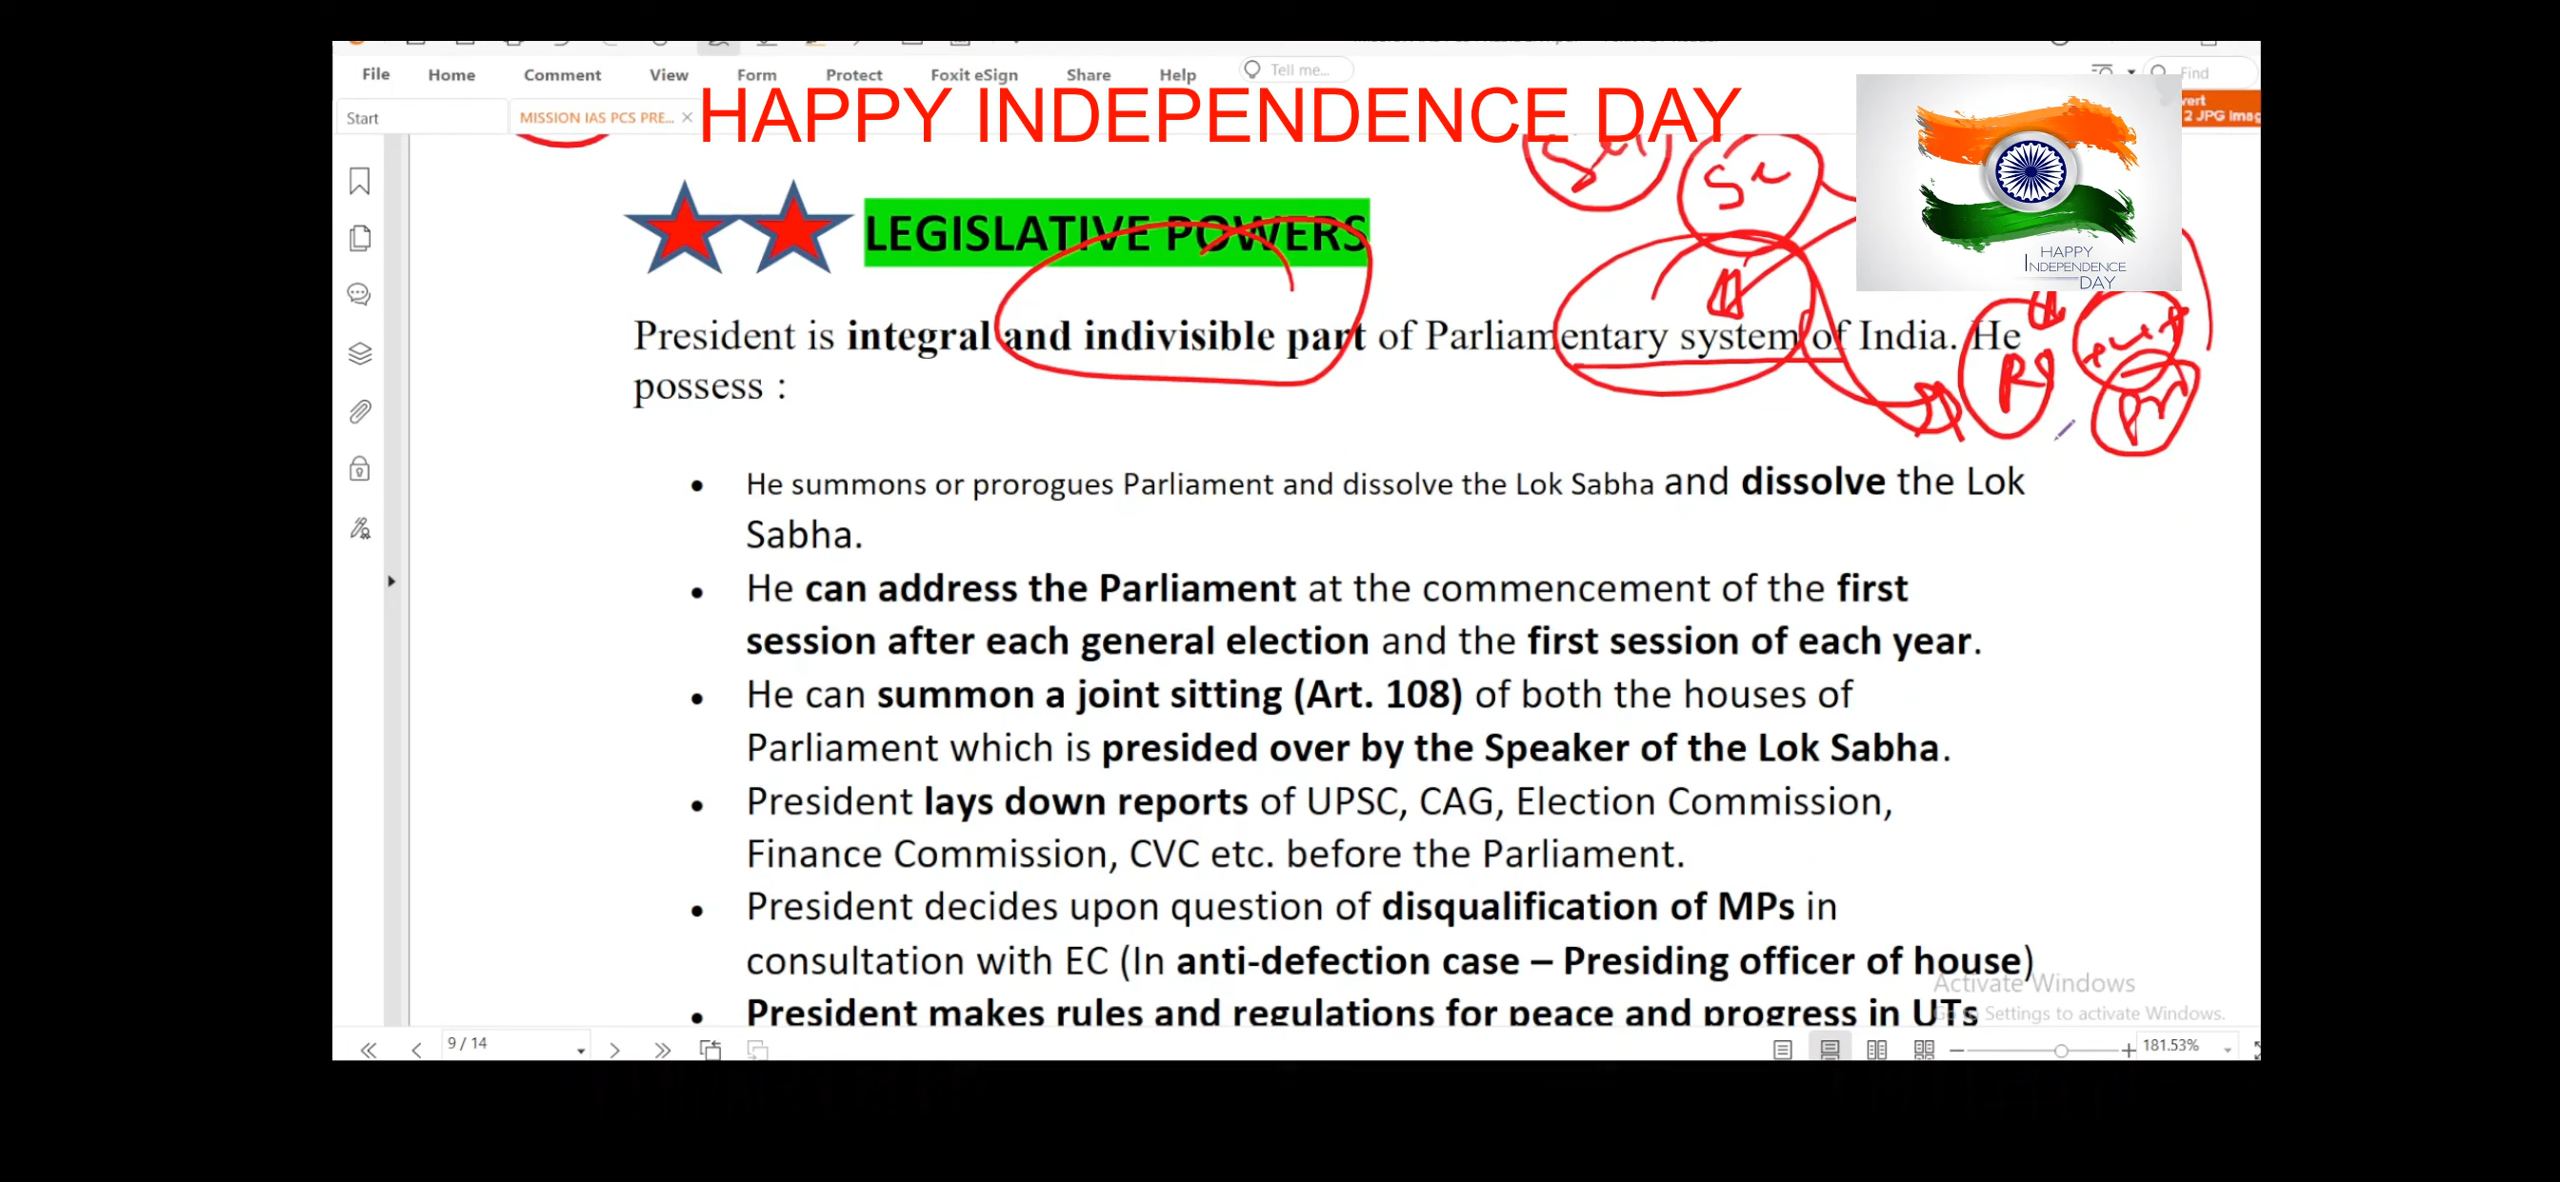 File Home Comment View Form Protect Foxit eSign Share Help Tell me... Find
HAPPY INDEPENDENCE DAY
Start MISSION IAS PCS PRE...
vert
2 JPG Imag
HAPPY
INDEPENDENCE
DAY
LEGISLATIVE POWERS
President is integral and indivisible part of Parliamentary system of India. He
possess :
• He summons or prorogues Parliament and dissolve the Lok Sabha and dissolve the Lok
Sabha.
• He can address the Parliament at the commencement of the first
session after each general election and the first session of each year.
• He can summon a joint sitting (Art. 108) of both the houses of
Parliament which is presided over by the Speaker of the Lok Sabha.
• President lays down reports of UPSC, CAG, Election Commission,
Finance Commission, CVC etc. before the Parliament.
• President decides upon question of disqualification of MPs in
consultation with EC (In anti-defection case – Presiding officer of house)
Activate Windows
• President makes rules and regulations for peace and progress in UTs
Go to Settings to activate Windows.
9 / 14 181.53%